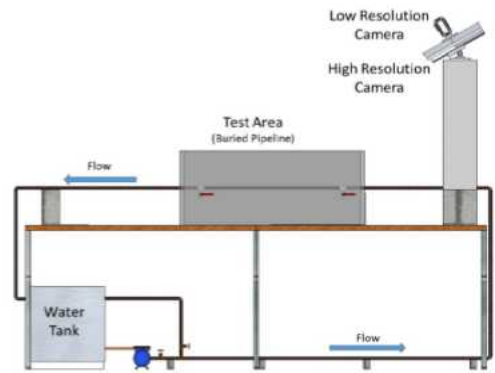 Low Resolution
Camera
High Resolution
Camera
Test Area
(Buried Pipeline)
Flow
Water
Tank
Flow